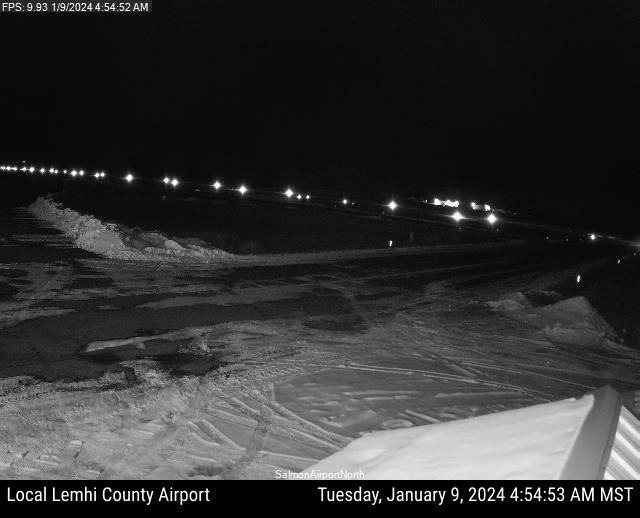 FPS: 9.93 1/9/2024 4:54:52 AM
SalmonAirportNorth
Local Lemhi County Airport Tuesday, January 9, 2024 4:54:53 AM MST